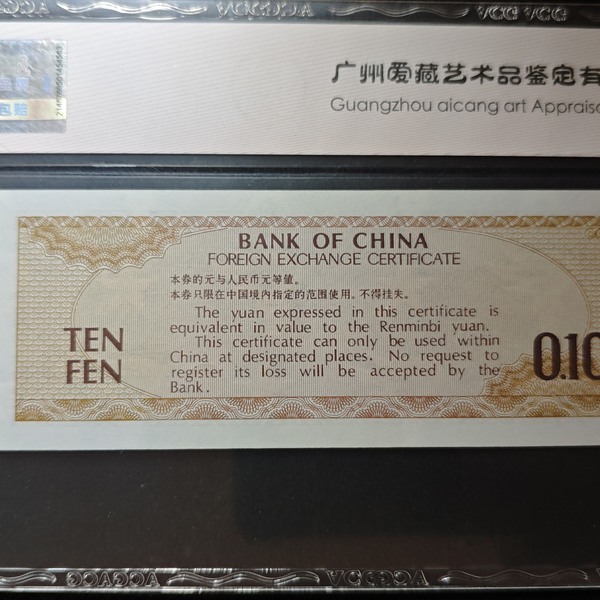 广州爱藏艺术品鉴定有
Guangzhou aicang art Appraisa
包赔
BANK OF CHINA
FOREIGN EXCHANGE CERTIFICATE
本券的元与人民币元等值。
本券只限在中国境内指定的范围使用。不得挂失。
The yuan expressed in this certificate is
equivalent in value to the Renminbi yuan.
This certificate can only be used within
China at designated places. No request to
register its loss will be accepted by the
Bank.
TEN
FEN
0.10